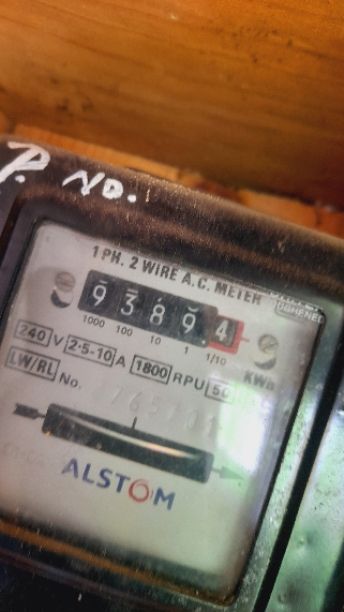 P. NO.
1 PH. 2 WIRE A.C. METER
9 3 8 9 4
1000 100 10 1 1/10
KWh
240 V 2·5-10 A 1800 RPU 50
LW/RL No.
ALSTOM